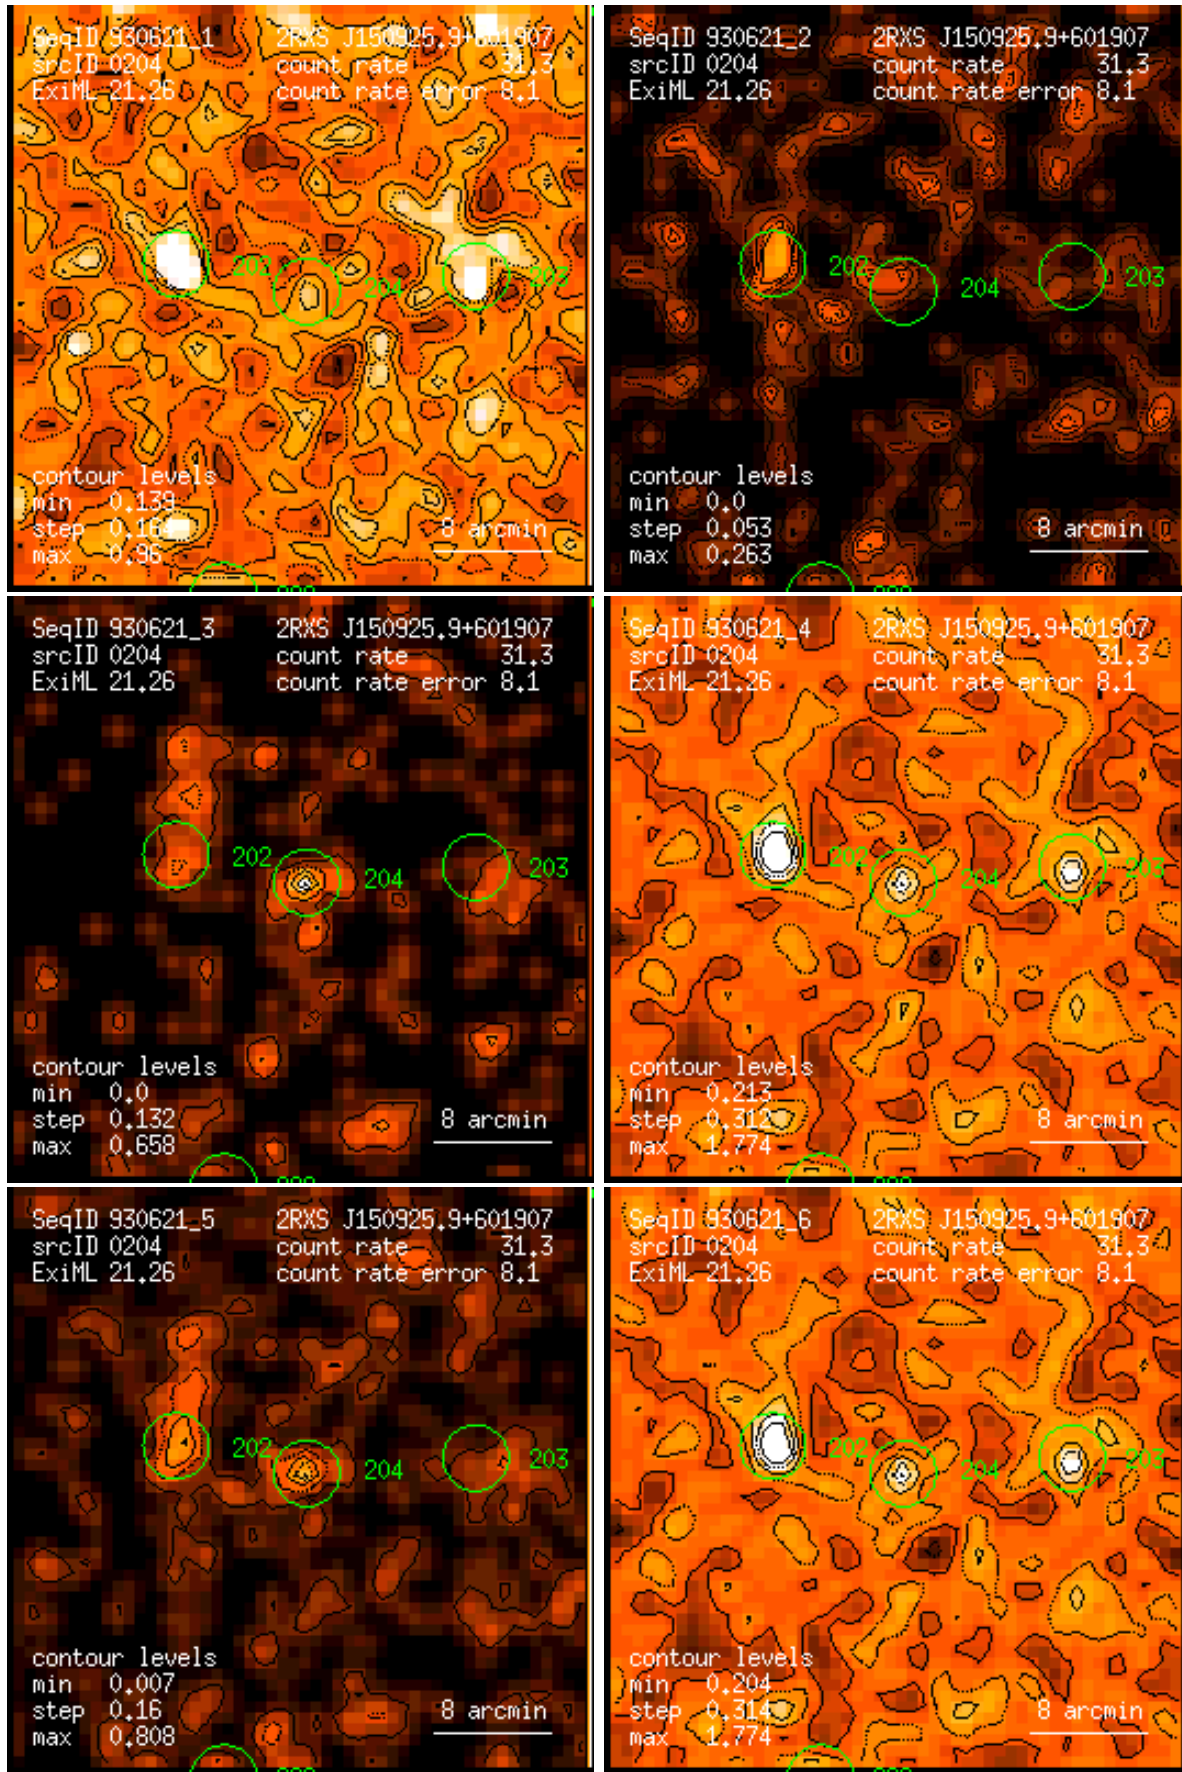 SeqID 930621_1 2RXS J150925.9+601907
srcID 0204 count rate 31.3
ExiML 21.26 count rate error 8.1
202 204 203
contour levels
min 0.139
step 0.164
max 0.96
8 arcmin
SeqID 930621_2 2RXS J150925.9+601907
srcID 0204 count rate 31.3
ExiML 21.26 count rate error 8.1
202 204 203
contour levels
min 0.0
step 0.053
max 0.263
8 arcmin
SeqID 930621_3 2RXS J150925.9+601907
srcID 0204 count rate 31.3
ExiML 21.26 count rate error 8.1
202 204 203
contour levels
min 0.0
step 0.132
max 0.658
8 arcmin
SeqID 930621_4 2RXS J150925.9+601907
srcID 0204 count rate 31.3
ExiML 21.26 count rate error 8.1
202 204 203
contour levels
min 0.213
step 0.312
max 1.774
8 arcmin
SeqID 930621_5 2RXS J150925.9+601907
srcID 0204 count rate 31.3
ExiML 21.26 count rate error 8.1
202 204 203
contour levels
min 0.007
step 0.16
max 0.808
8 arcmin
SeqID 930621_6 2RXS J150925.9+601907
srcID 0204 count rate 31.3
ExiML 21.26 count rate error 8.1
202 204 203
contour levels
min 0.204
step 0.314
max 1.774
8 arcmin